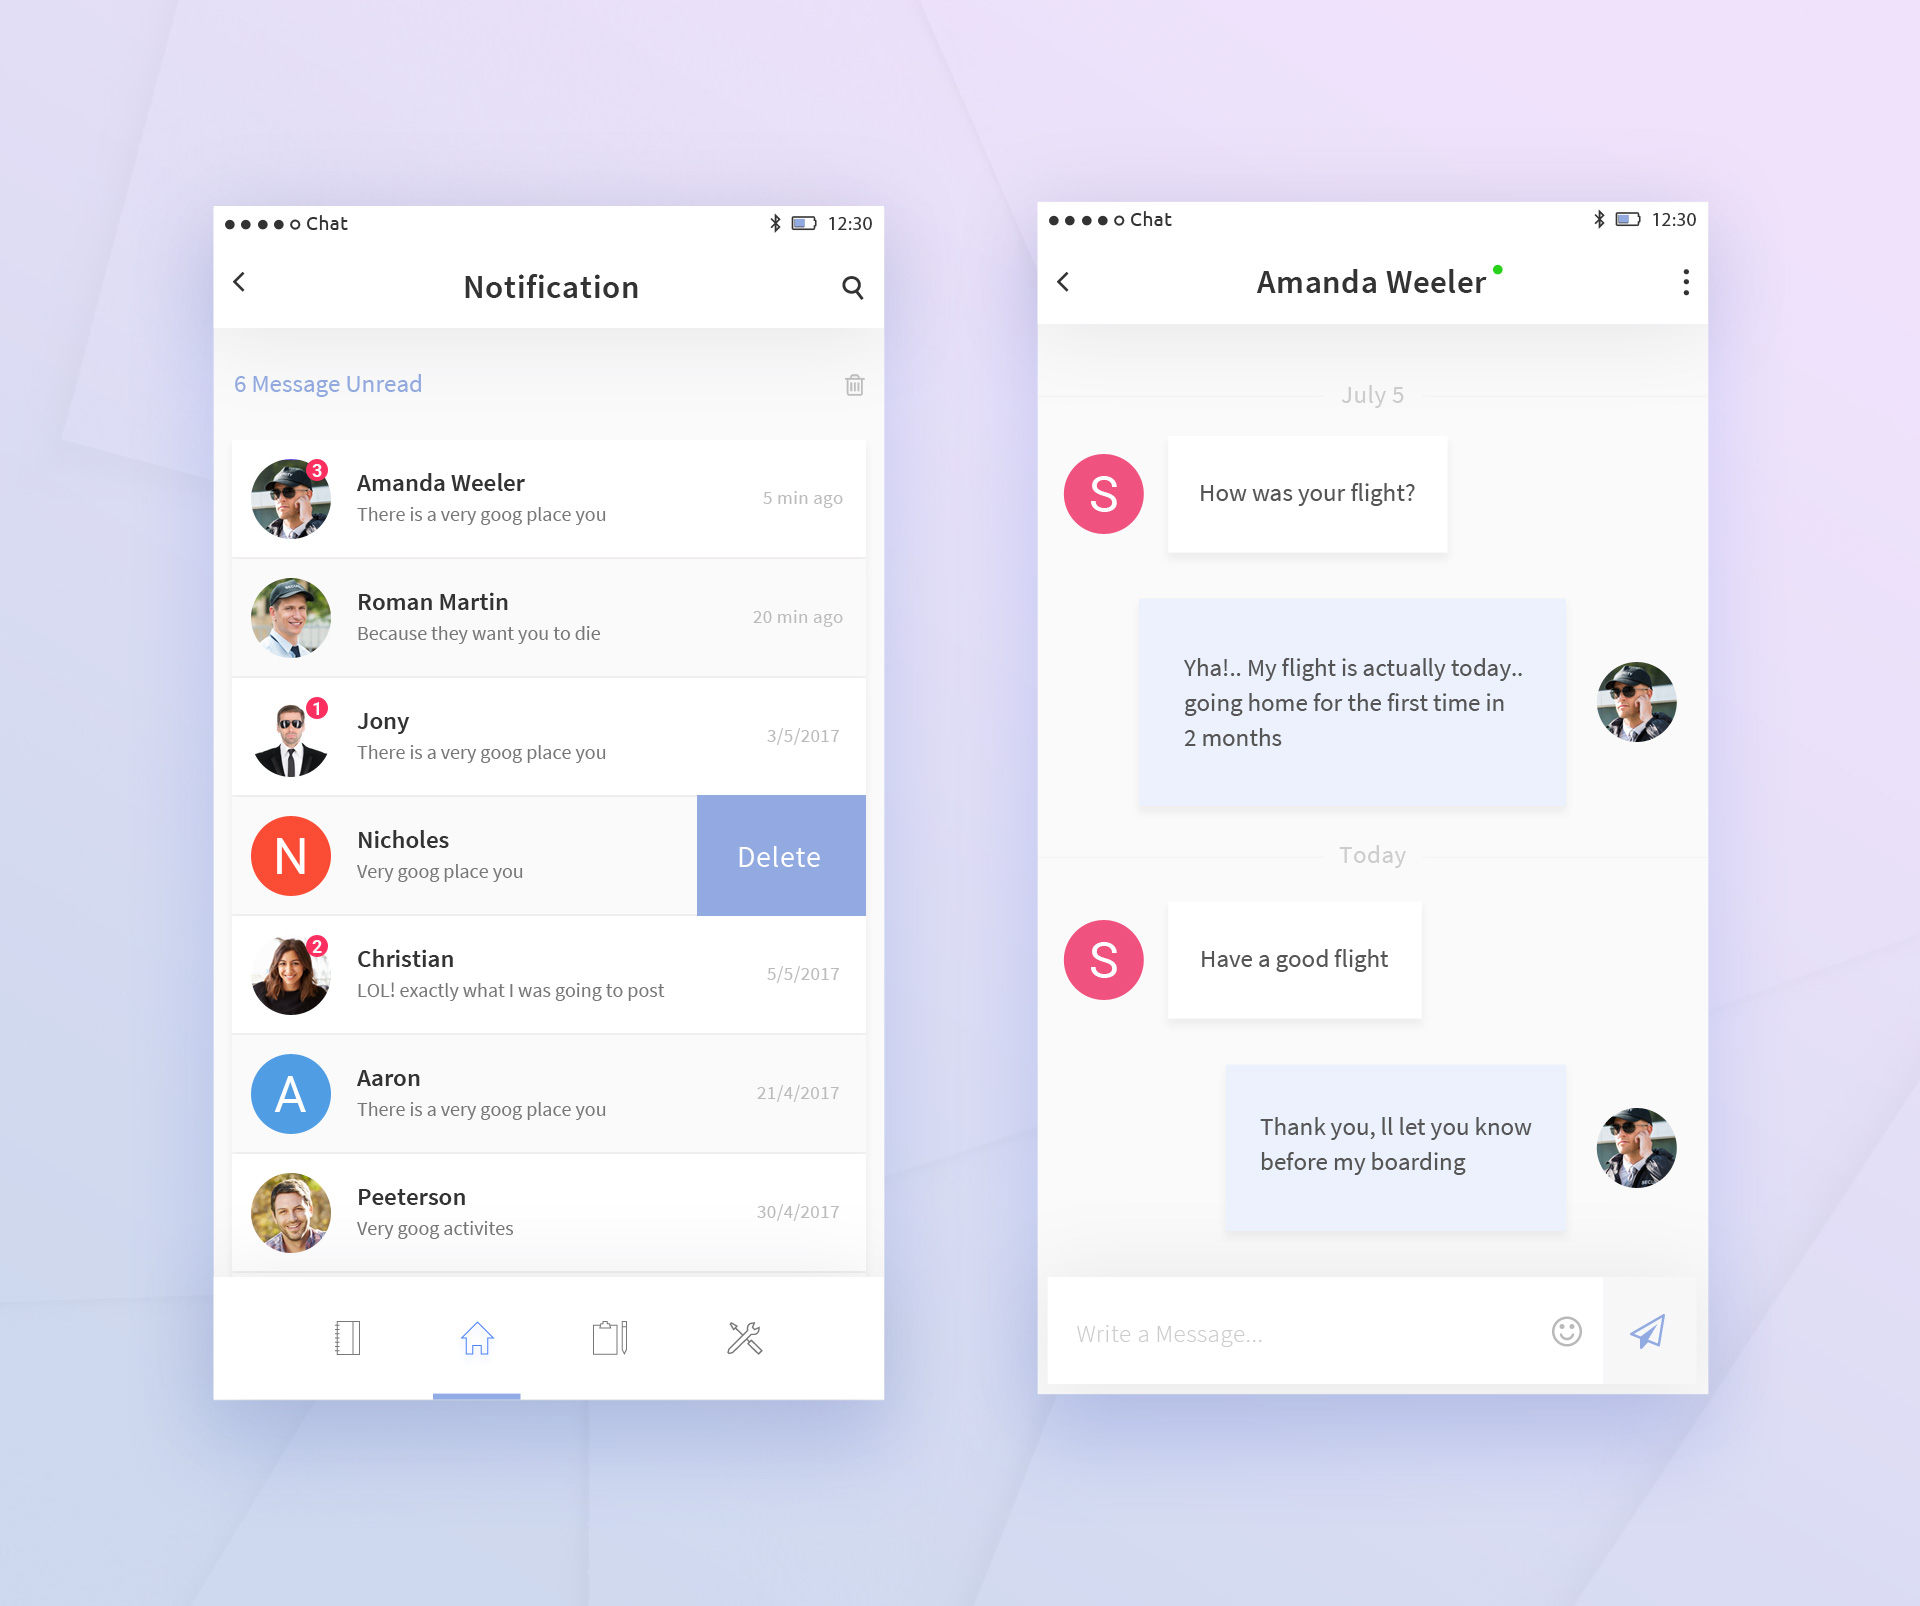 Chat
12:30
Notification
6 Message Unread
3
Amanda Weeler
There is a very goog place you
5 min ago
Roman Martin
Because they want you to die
20 min ago
1
Jony
There is a very goog place you
3/5/2017
N
Nicholes
Very goog place you
Delete
2
Christian
LOL! exactly what I was going to post
5/5/2017
A
Aaron
There is a very goog place you
21/4/2017
Peeterson
Very goog activites
30/4/2017
Chat
12:30
Amanda Weeler
July 5
S
How was your flight?
Yha!.. My flight is actually today..
going home for the first time in
2 months
Today
S
Have a good flight
Thank you, ll let you know
before my boarding
Write a Message...